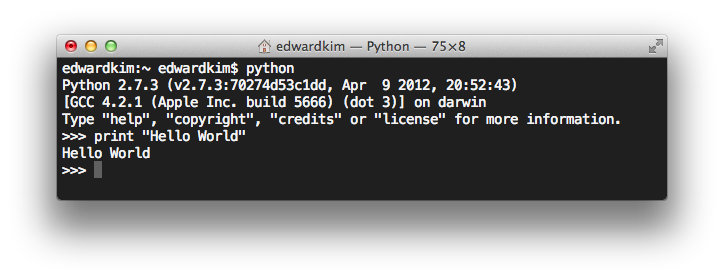 edwardkim — Python — 75×8
edwardkim:~ edwardkim$ python
Python 2.7.3 (v2.7.3:70274d53c1dd, Apr  9 2012, 20:52:43)
[GCC 4.2.1 (Apple Inc. build 5666) (dot 3)] on darwin
Type "help", "copyright", "credits" or "license" for more information.
>>> print "Hello World"
Hello World
>>>